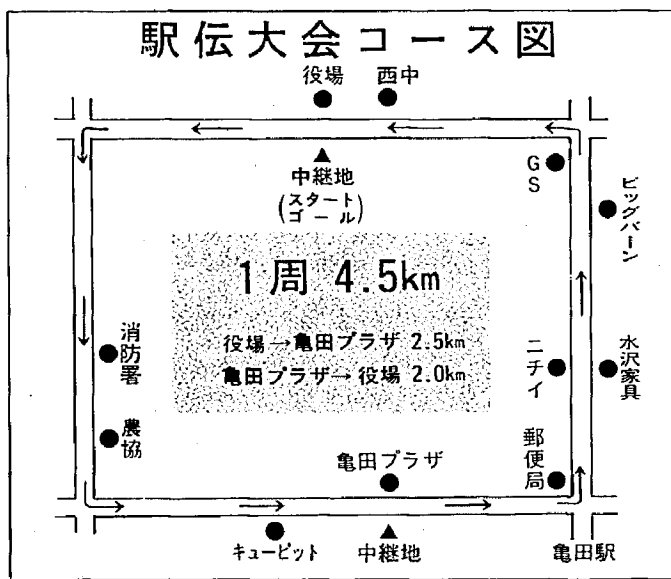 駅伝大会コース図
役場
西中
中継地
(スタート
ゴール)
GS
ビッグバーン
1周 4.5km
役場→亀田プラザ 2.5km
亀田プラザ→役場 2.0km
消防署
ニチイ
水沢家具
農協
亀田プラザ
郵便局
キューピット
中継地
亀田駅